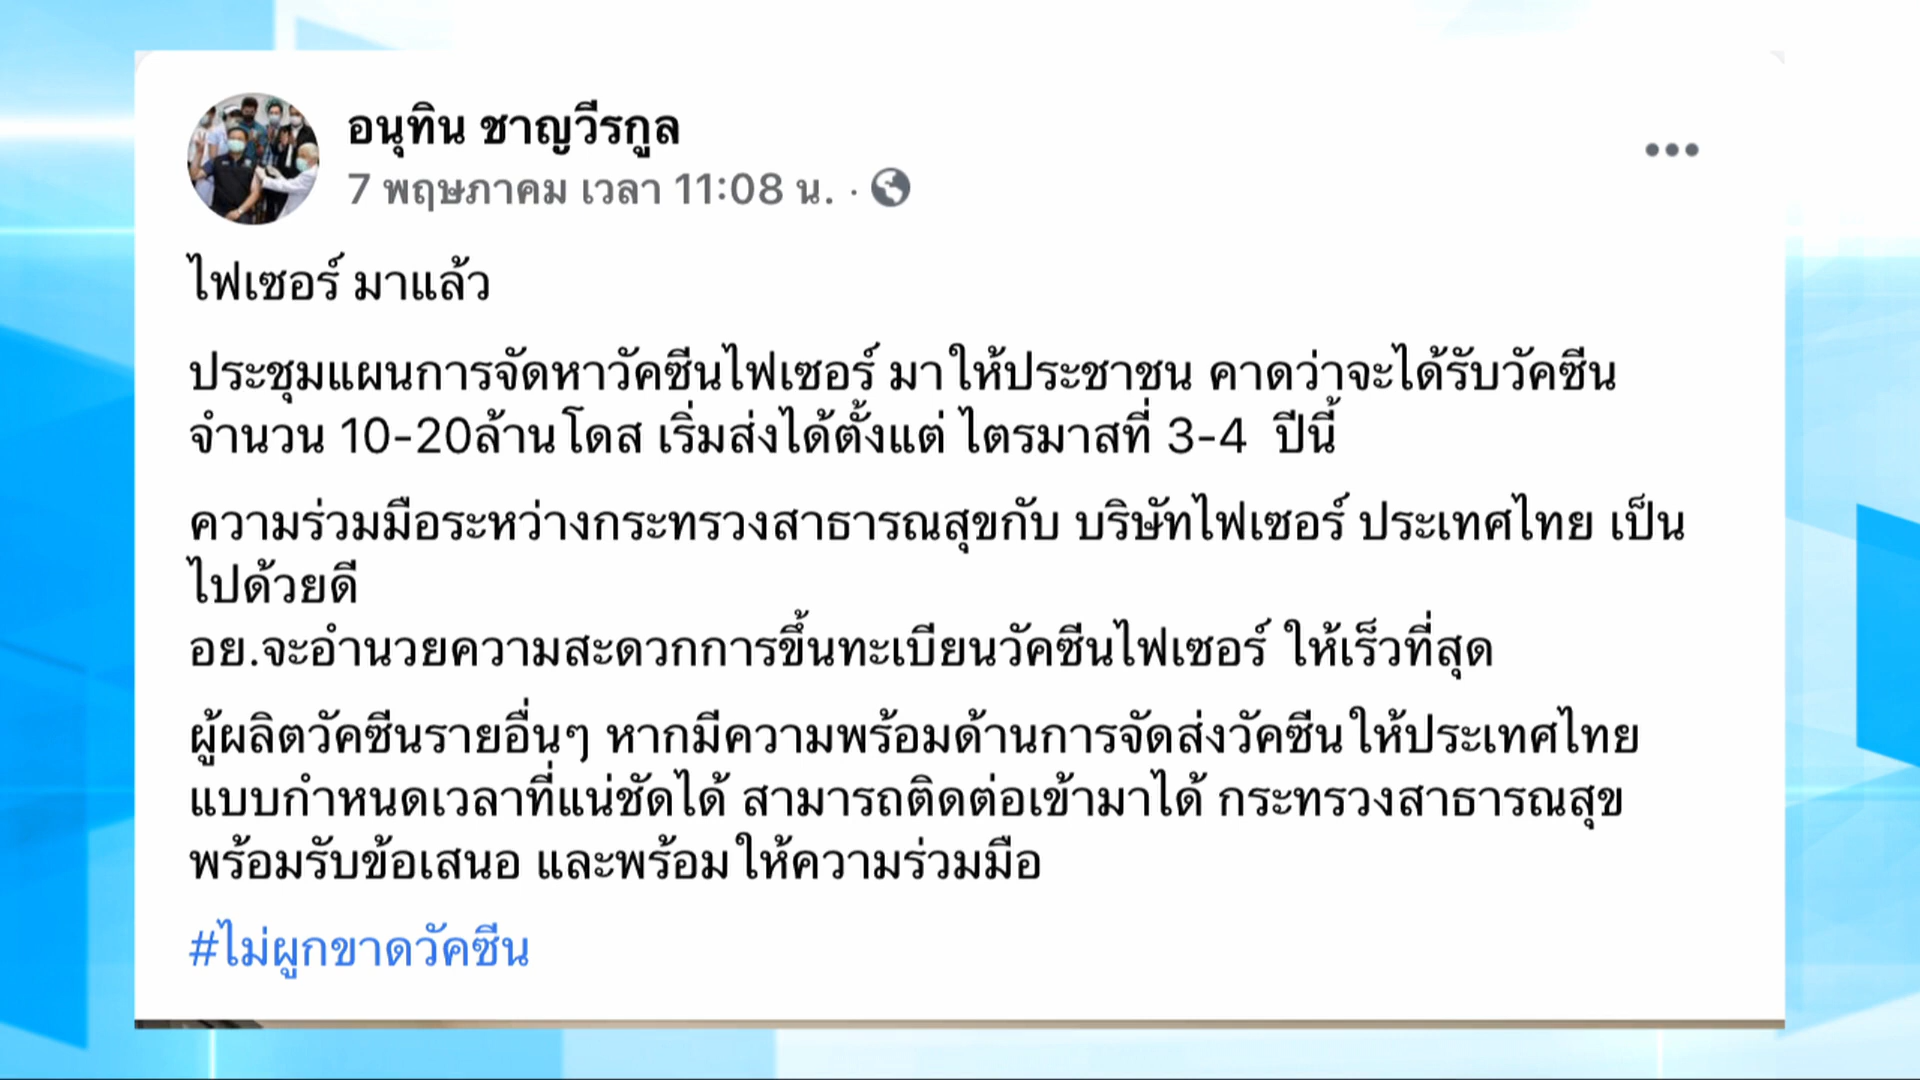 อนุทิน ชาญวีรกูล
7 พฤษภาคม เวลา 11:08 น. ·
ไฟเซอร์ มาแล้ว
ประชุมแผนการจัดหาวัคซีนไฟเซอร์ มาให้ประชาชน คาดว่าจะได้รับวัคซีน
จำนวน 10-20ล้านโดส เริ่มส่งได้ตั้งแต่ ไตรมาสที่ 3-4 ปีนี้
ความร่วมมือระหว่างกระทรวงสาธารณสุขกับ บริษัทไฟเซอร์ ประเทศไทย เป็น
ไปด้วยดี
อย.จะอำนวยความสะดวกการขึ้นทะเบียนวัคซีนไฟเซอร์ ให้เร็วที่สุด
ผู้ผลิตวัคซีนรายอื่นๆ หากมีความพร้อมด้านการจัดส่งวัคซีนให้ประเทศไทย
แบบกำหนดเวลาที่แน่ชัดได้ สามารถติดต่อเข้ามาได้ กระทรวงสาธารณสุข
พร้อมรับข้อเสนอ และพร้อมให้ความร่วมมือ
#ไม่ผูกขาดวัคซีน